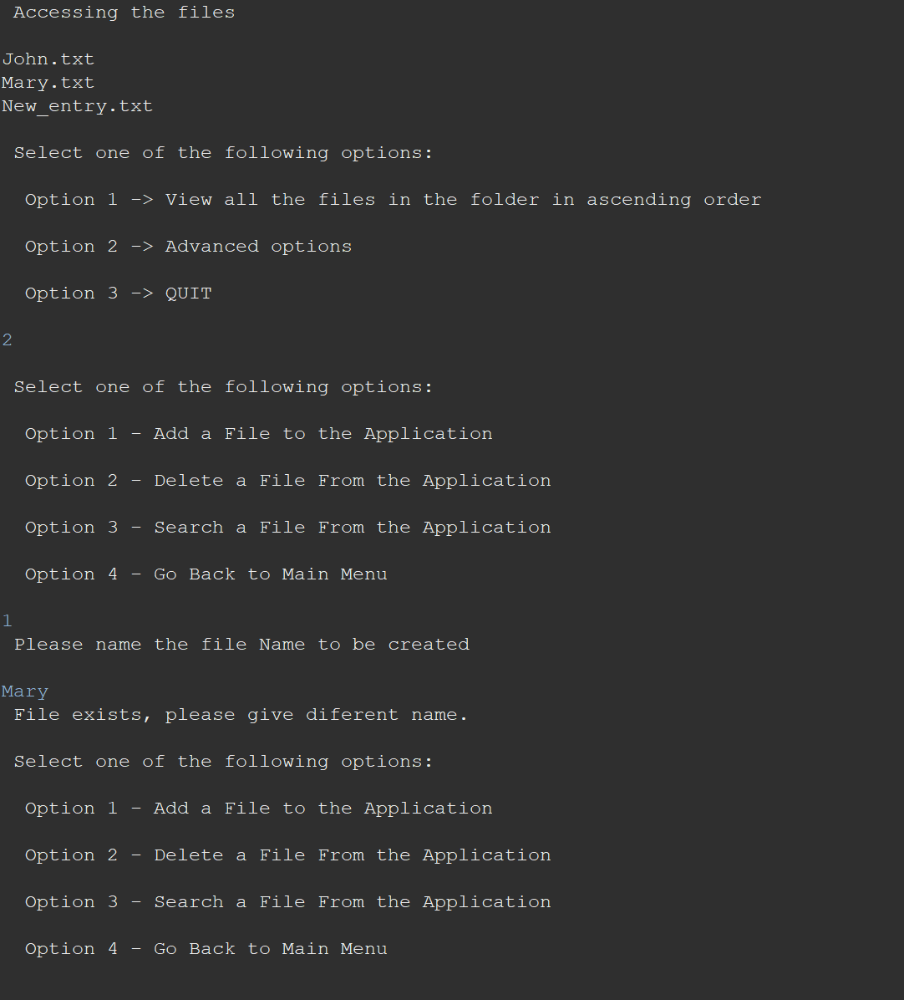 Accessing the files
John.txt
Mary.txt
New_entry.txt
Select one of the following options:
Option 1 -> View all the files in the folder in ascending order
Option 2 -> Advanced options
Option 3 -> QUIT
2
Select one of the following options:
Option 1 - Add a File to the Application
Option 2 - Delete a File From the Application
Option 3 - Search a File From the Application
Option 4 - Go Back to Main Menu
1
Please name the file Name to be created
Mary
File exists, please give diferent name.
Select one of the following options:
Option 1 - Add a File to the Application
Option 2 - Delete a File From the Application
Option 3 - Search a File From the Application
Option 4 - Go Back to Main Menu